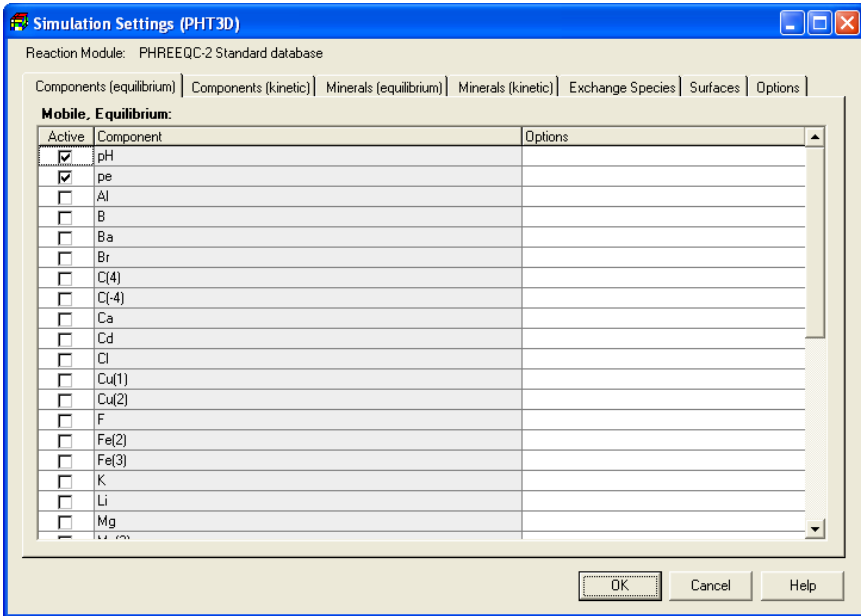 Simulation Settings (PHT3D)
Reaction Module: PHREEQC-2 Standard database
Components (equilibrium) Components (kinetic) Minerals (equilibrium) Minerals (kinetic) Exchange Species Surfaces Options
Mobile, Equilibrium:
Active Component Options
pH
pe
Al
B
Ba
Br
C(4)
C(-4)
Ca
Cd
Cl
Cu(1)
Cu(2)
F
Fe(2)
Fe(3)
K
Li
Mg
OK Cancel Help